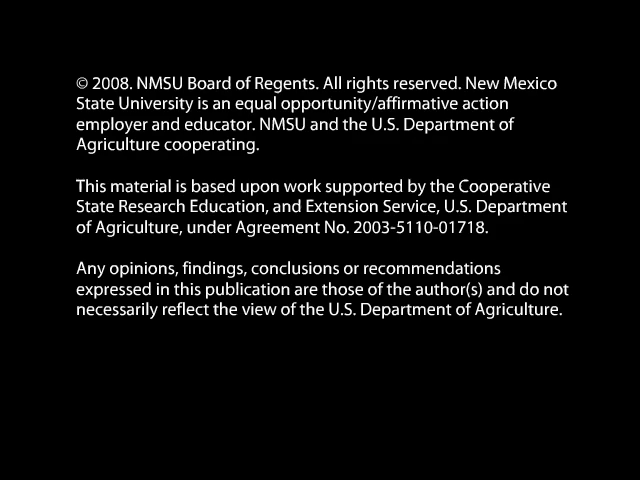 © 2008. NMSU Board of Regents. All rights reserved. New Mexico
State University is an equal opportunity/affirmative action
employer and educator. NMSU and the U.S. Department of
Agriculture cooperating.
This material is based upon work supported by the Cooperative
State Research Education, and Extension Service, U.S. Department
of Agriculture, under Agreement No. 2003-5110-01718.
Any opinions, findings, conclusions or recommendations
expressed in this publication are those of the author(s) and do not
necessarily reflect the view of the U.S. Department of Agriculture.